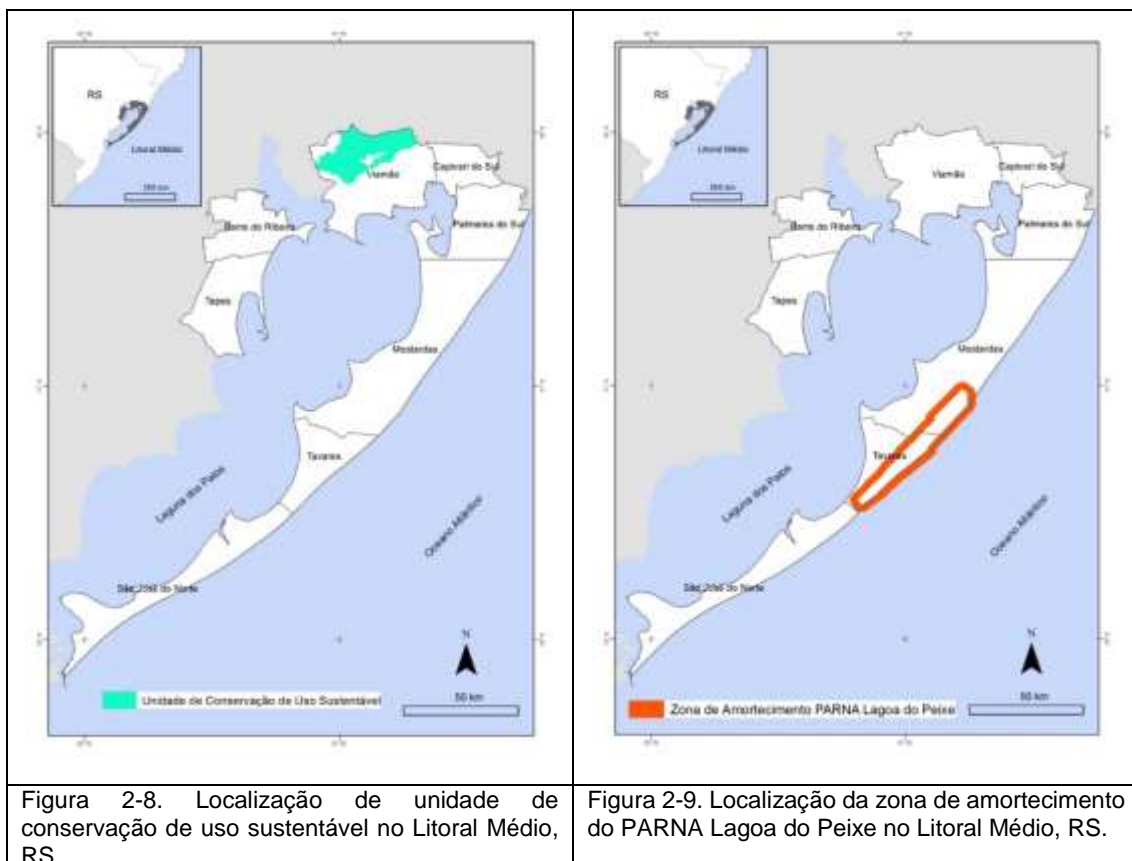 RS
Litoral Médio
Viamão
Capivari do Sul
Barra do Ribeiro
Palmares do Sul
Tapes
Mostardas
Tavares
Laguna dos Patos
Oceano Atlântico
São José do Norte
N
Unidade de Conservação de Uso Sustentável
50 km
RS
Litoral Médio
Viamão
Capivari do Sul
Barra do Ribeiro
Palmares do Sul
Tapes
Mostardas
Tavares
Laguna dos Patos
Oceano Atlântico
São José do Norte
N
Zona de Amortecimento PARNA Lagoa do Peixe
50 km
Figura 2-8. Localização de unidade de
conservação de uso sustentável no Litoral Médio,
RS
Figura 2-9. Localização da zona de amortecimento
do PARNA Lagoa do Peixe no Litoral Médio, RS.